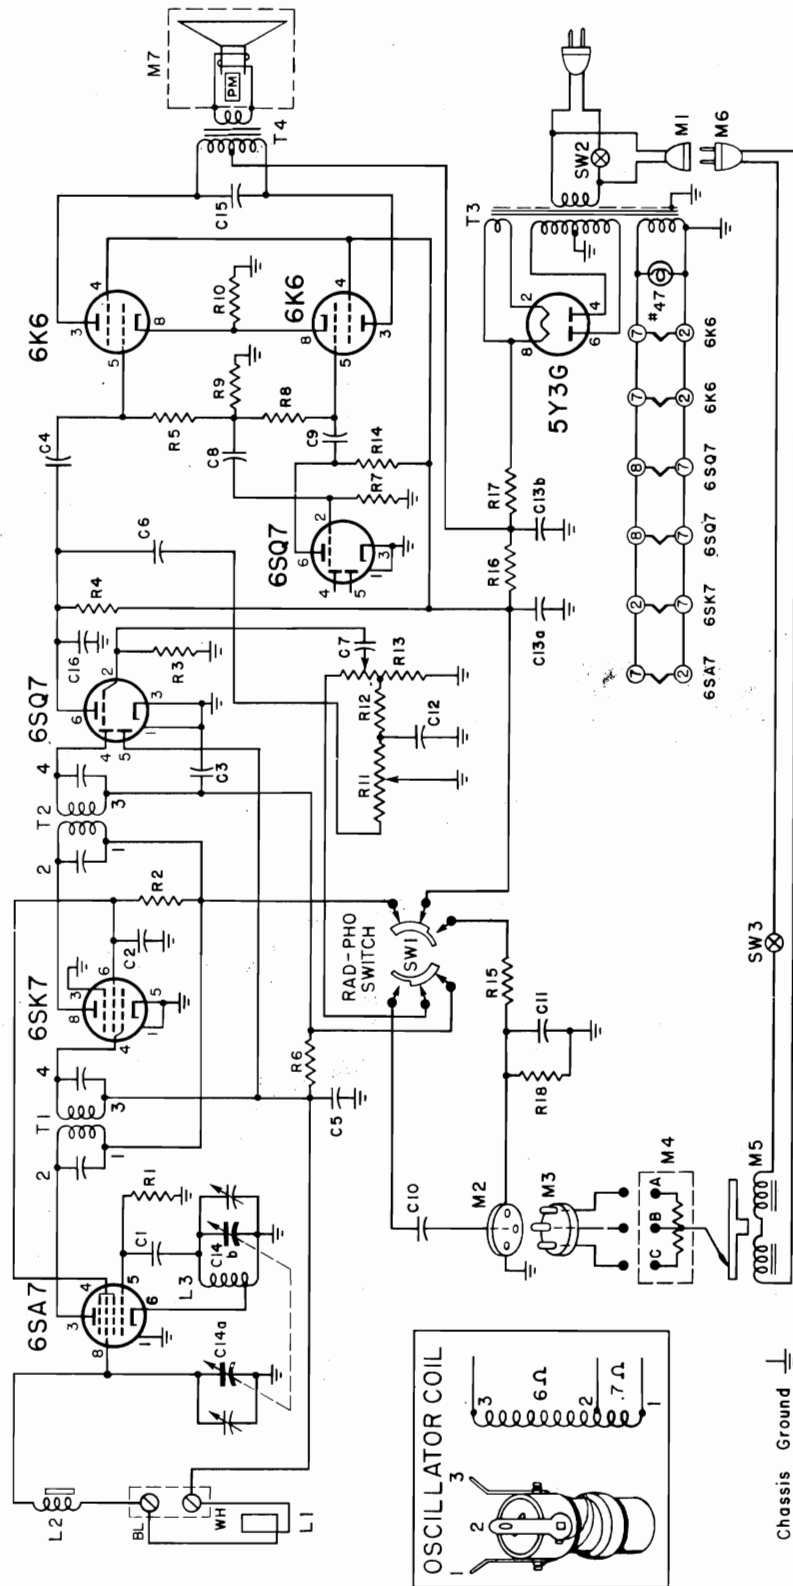 M7
PM
T4
C15
6K6
3
4
8
5
R10
6K6
4
8
5
3
C4
R5
R9
R8
C8
C9
R14
R7
C6
6SQ7
6
2
4
5
1
3
R4
C16
6SQ7
6
2
4
5
3
1
R3
C3
C7
R13
R12
C12
R11
4
T2
3
2
1
R2
6SK7
8
3
6
4
5
1
C2
4
T1
3
2
1
R6
C5
RAD-PHO
SWITCH
SW1
6SA7
3
4
5
8
6
1
R1
C1
C14
b
L3
C14a
L2
BL
WH
L1
SW2
M1
M6
T3
5Y3G
2
8
4
6
R17
C13b
R16
C13a
#47
7
2
6K6
7
2
6K6
8
7
6SQ7
8
7
6SQ7
2
7
6SK7
7
2
6SA7
R15
C11
R18
C10
M2
M3
M4
A
B
C
M5
SW3
OSCILLATOR COIL
1
2
3
3
6Ω
2
.7Ω
1
Chassis Ground